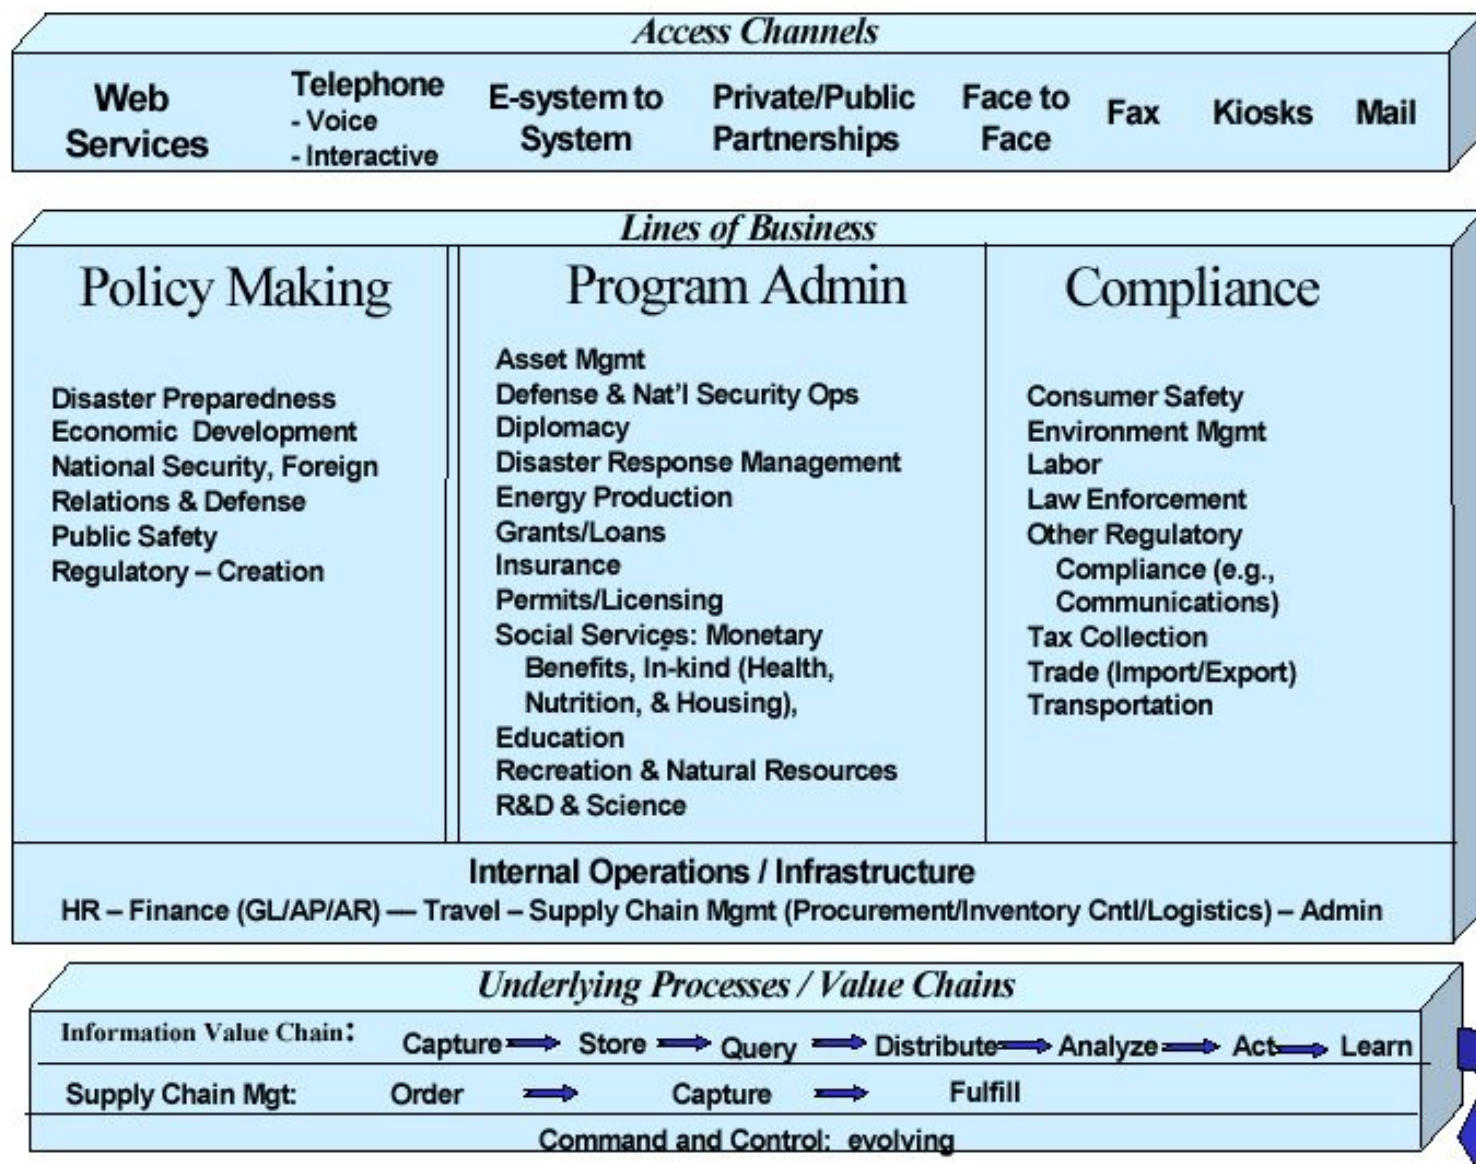 Access Channels
Web Services
Telephone
- Voice
- Interactive
E-system to System
Private/Public Partnerships
Face to Face
Fax
Kiosks
Mail
Lines of Business
Policy Making
Disaster Preparedness
Economic Development
National Security, Foreign
Relations & Defense
Public Safety
Regulatory – Creation
Program Admin
Asset Mgmt
Defense & Nat'l Security Ops
Diplomacy
Disaster Response Management
Energy Production
Grants/Loans
Insurance
Permits/Licensing
Social Services: Monetary
Benefits, In-kind (Health,
Nutrition, & Housing),
Education
Recreation & Natural Resources
R&D & Science
Compliance
Consumer Safety
Environment Mgmt
Labor
Law Enforcement
Other Regulatory
Compliance (e.g.,
Communications)
Tax Collection
Trade (Import/Export)
Transportation
Internal Operations / Infrastructure
HR – Finance (GL/AP/AR) — Travel – Supply Chain Mgmt (Procurement/Inventory Cntl/Logistics) – Admin
Underlying Processes / Value Chains
Information Value Chain: Capture Store Query Distribute Analyze Act Learn
Supply Chain Mgt: Order Capture Fulfill
Command and Control: evolving